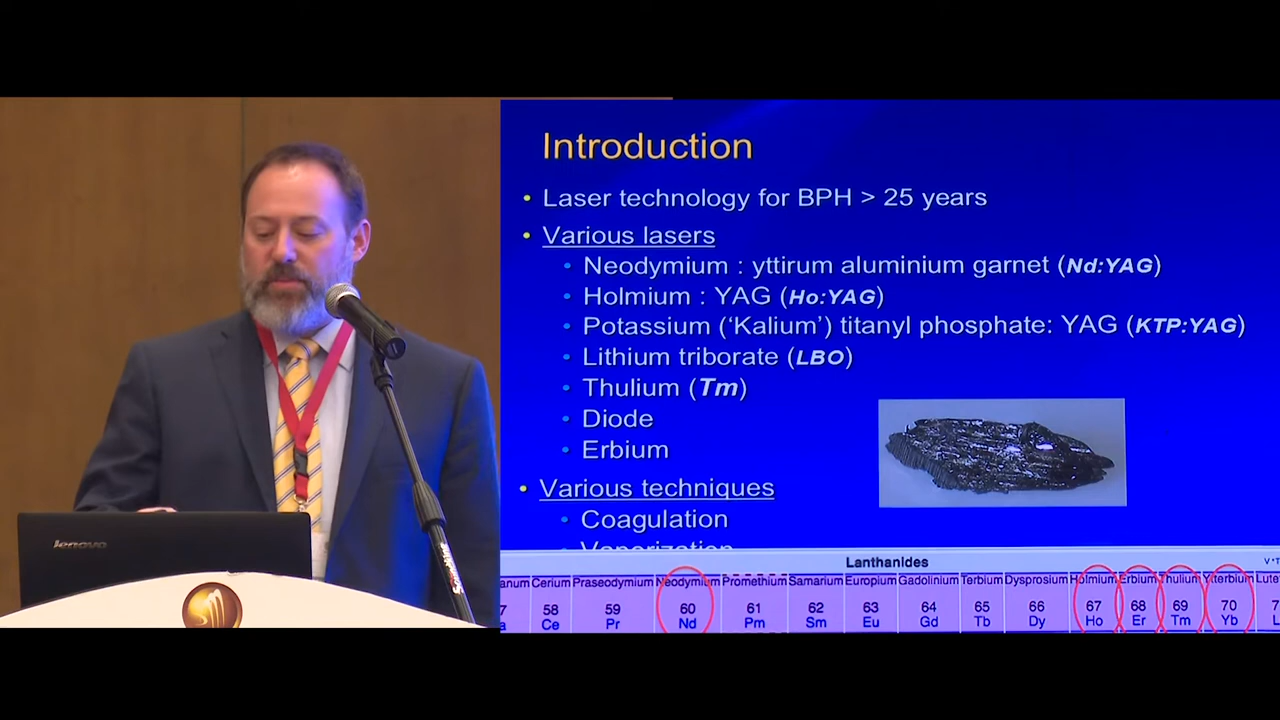 Introduction
• Laser technology for BPH > 25 years
• Various lasers
• Neodymium : yttirum aluminium garnet (Nd:YAG)
• Holmium : YAG (Ho:YAG)
• Potassium (‘Kalium’) titanyl phosphate: YAG (KTP:YAG)
• Lithium triborate (LBO)
• Thulium (Tm)
• Diode
• Erbium
• Various techniques
• Coagulation
Vaporization
Lanthanides
Cerium Praseodymium Neodymium Promethium Samarium Europium Gadolinium Terbium Dysprosium Holmium Erbium Thulium Ytterbium
58 59 60 61 62 63 64 65 66 67 68 69 70
Ce Pr Nd Pm Sm Eu Gd Tb Dy Ho Er Tm Yb
lenovo